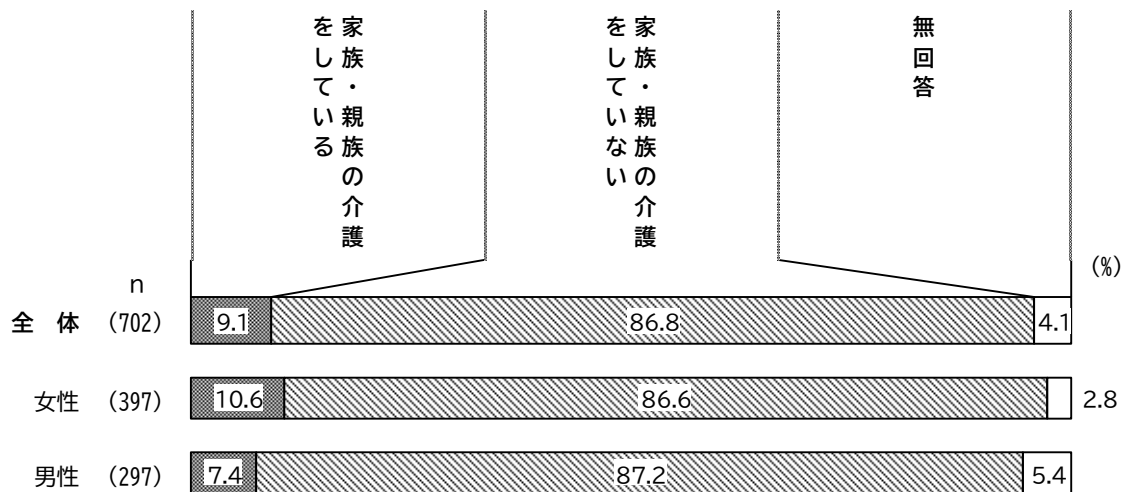 家族・親族の介護
をしている
家族・親族の介護
をしていない
無回答
(%)
n
全 体 (702) 9.1 86.8 4.1
女性 (397) 10.6 86.6 2.8
男性 (297) 7.4 87.2 5.4